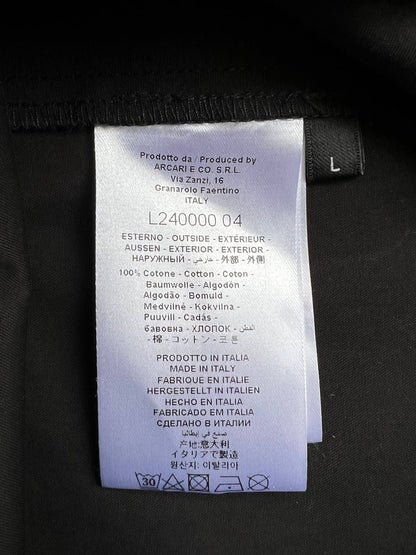 Prodotto da / Produced by
ARCARI E CO. S.R.L.
Via Zanzi, 16
Granarolo Faentino
ITALY
L
L240000 04
ESTERNO - OUTSIDE - EXTÉRIEUR -
AUSSEN - EXTERIOR - EXTERIOR -
НАРУЖНЫЙ - خارجي - 外部 - 外側
100% Cotone - Cotton - Coton -
Baumwolle - Algodón -
Algodão - Bomuld -
Medvilnė - Kokvilna -
Puuvill - Cadás -
бавовна - ХЛОПОК - القطن
- 棉 - コットン - 코튼
PRODOTTO IN ITALIA
MADE IN ITALY
FABRIQUE EN ITALIE
HERGESTELLT IN ITALIEN
HECHO EN ITALIA
FABRICADO EM ITALIA
СДЕЛАНО В ИТАЛИИ
صنع في إيطاليا
产地:意大利
イタリアで製造
원산지: 이탈리아
30